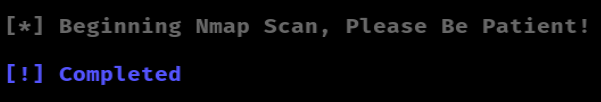 [*] Beginning Nmap Scan, Please Be Patient!
[!] Completed